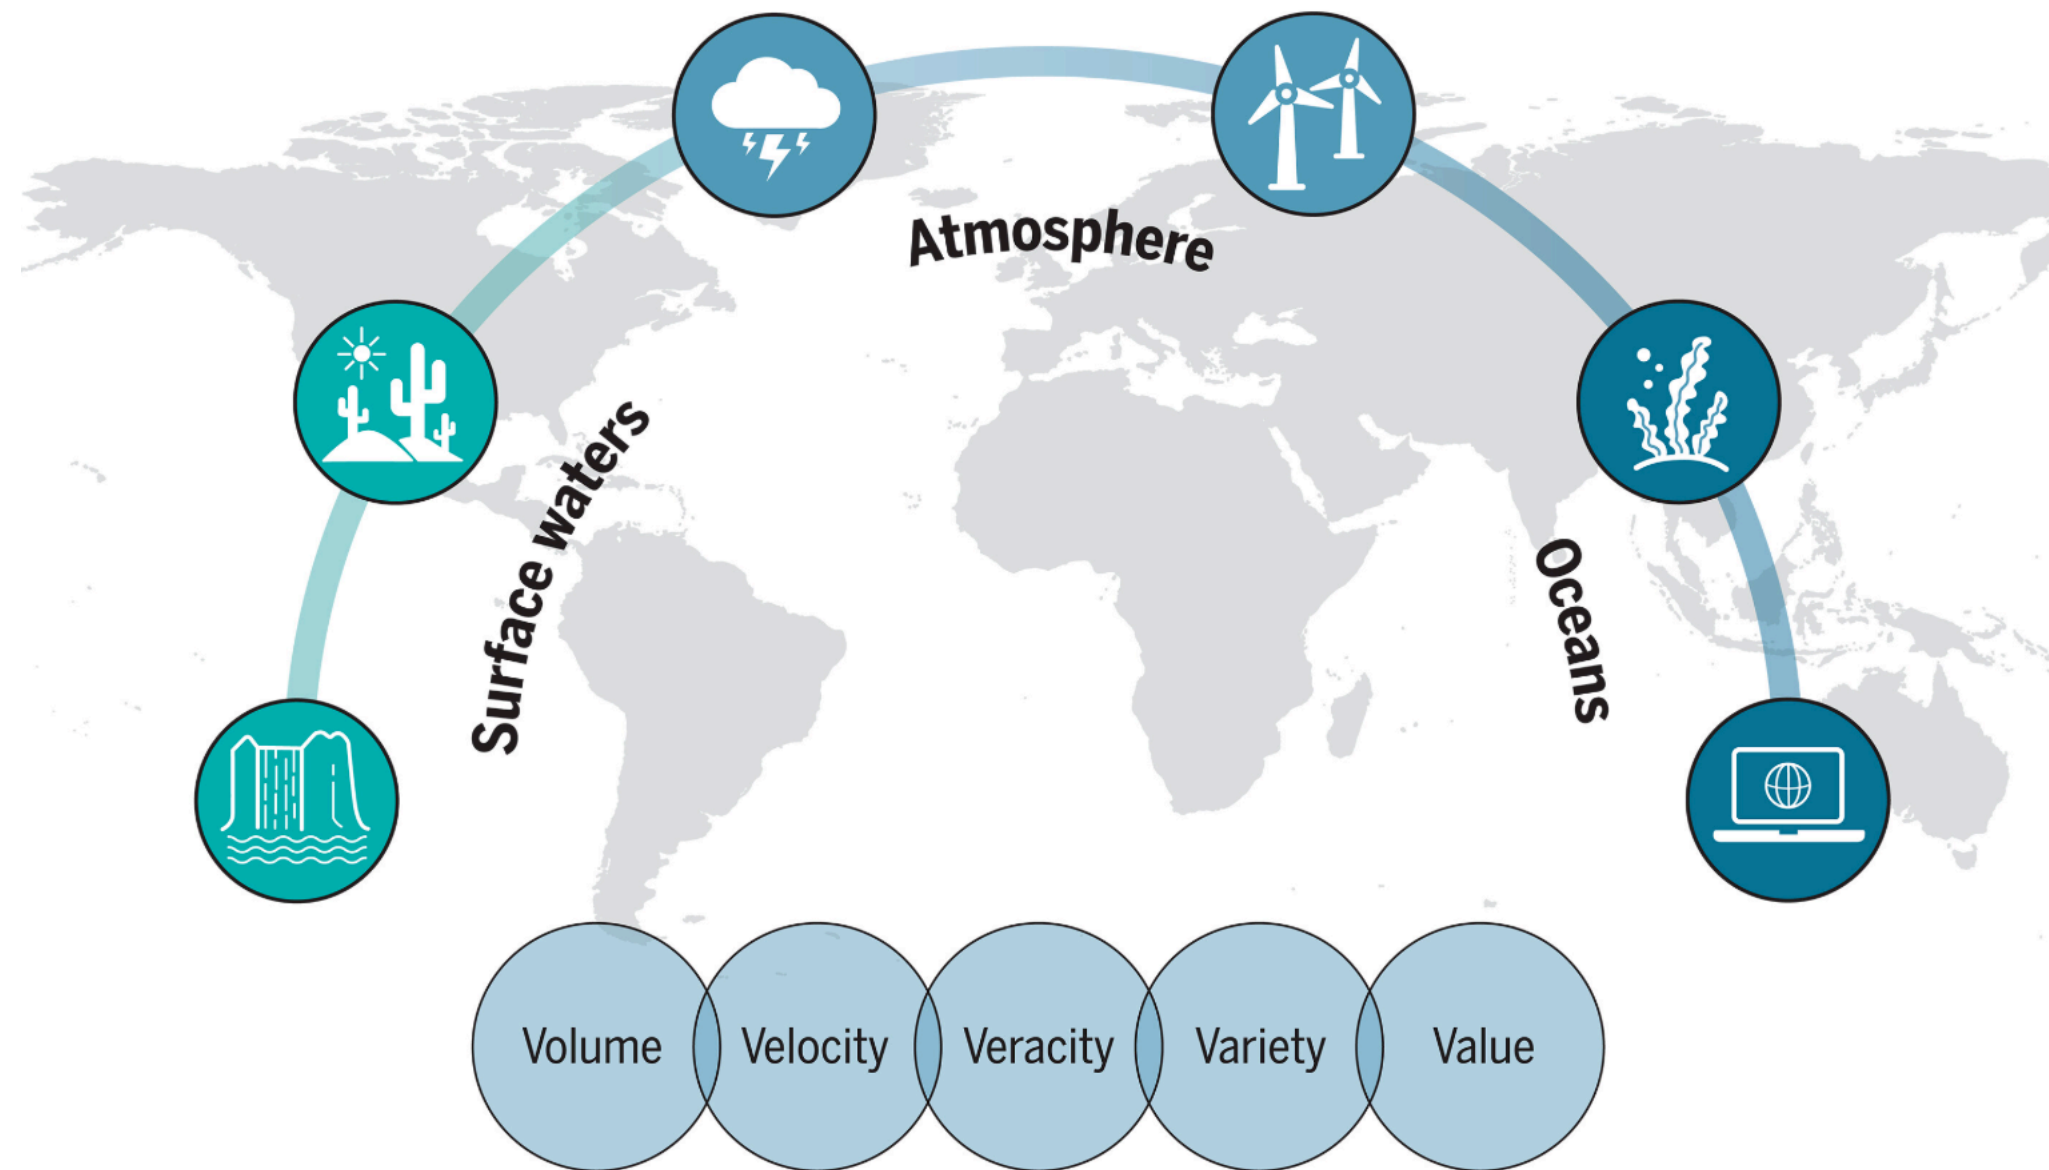 Atmosphere
Surface waters
Oceans
Volume
Velocity
Veracity
Variety
Value